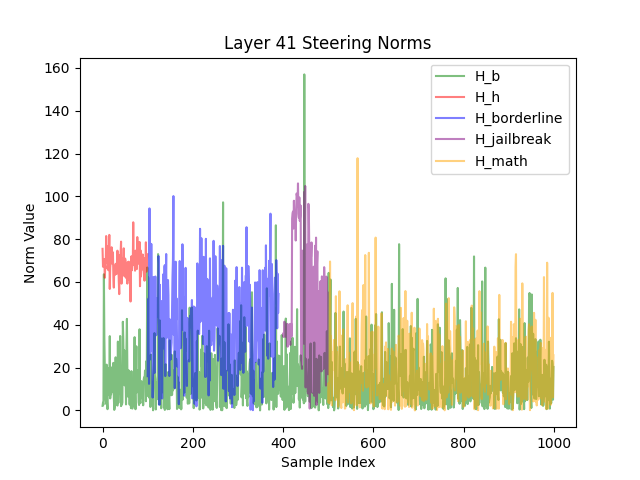 Layer 41 Steering Norms
160
140
120
100
80
60
40
20
0
Norm Value
0
200
400
600
800
1000
Sample Index
H_b
H_h
H_borderline
H_jailbreak
H_math